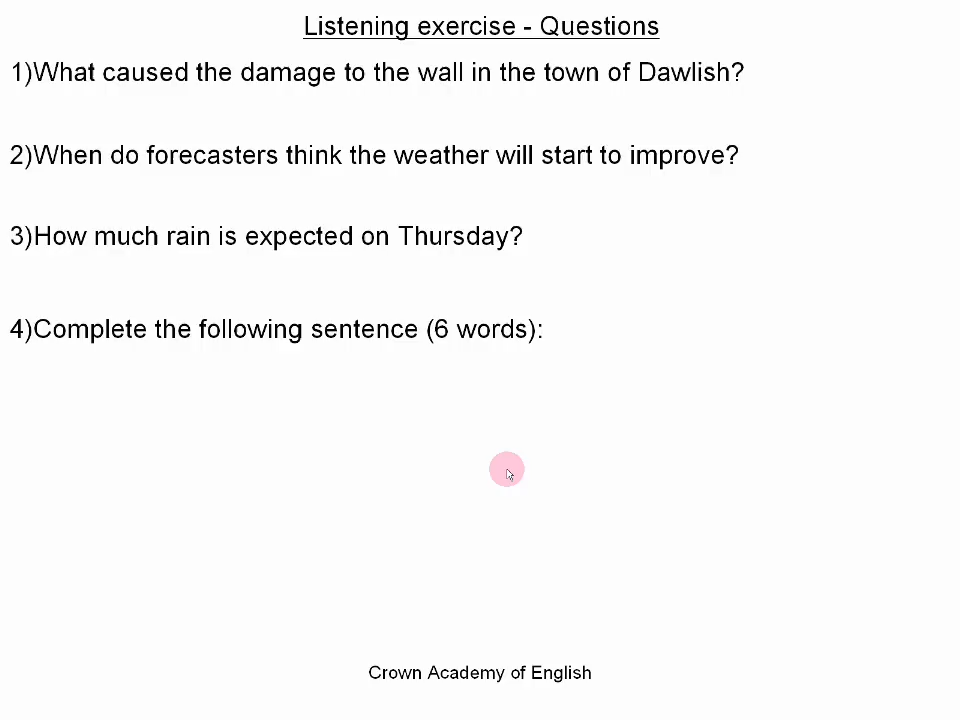 Listening exercise - Questions
1)What caused the damage to the wall in the town of Dawlish?
2)When do forecasters think the weather will start to improve?
3)How much rain is expected on Thursday?
4)Complete the following sentence (6 words):
Crown Academy of English